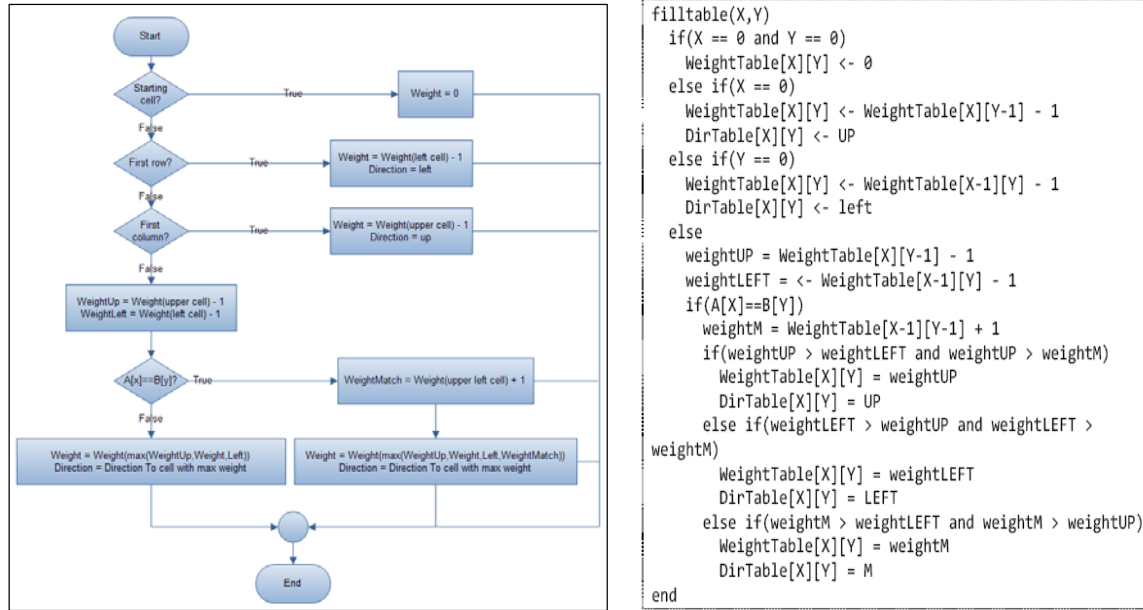 Start
Starting
cell?
True
Weight = 0
False
First row?
True
Weight = Weight(left cell) - 1
Direction = left
False
First
column?
True
Weight = Weight(upper cell) - 1
Direction = up
False
WeightUp = Weight(upper cell) - 1
WeightLeft = Weight(left cell) - 1
A[x]==B[y]?
True
WeightMatch = Weight(upper left cell) + 1
False
Weight = Weight(max(WeightUp,Weight,Left))
Direction = Direction To cell with max weight
Weight = Weight(max(WeightUp,Weight,Left,WeightMatch))
Direction = Direction To cell with max weight
End
filltable(X,Y)
if(X == 0 and Y == 0)
WeightTable[X][Y] <- 0
else if(X == 0)
WeightTable[X][Y] <- WeightTable[X][Y-1] - 1
DirTable[X][Y] <- UP
else if(Y == 0)
WeightTable[X][Y] <- WeightTable[X-1][Y] - 1
DirTable[X][Y] <- left
else
weightUP = WeightTable[X][Y-1] - 1
weightLEFT = <- WeightTable[X-1][Y] - 1
if(A[X]==B[Y])
weightM = WeightTable[X-1][Y-1] + 1
if(weightUP > weightLEFT and weightUP > weightM)
WeightTable[X][Y] = weightUP
DirTable[X][Y] = UP
else if(weightLEFT > weightUP and weightLEFT >
weightM)
WeightTable[X][Y] = weightLEFT
DirTable[X][Y] = LEFT
else if(weightM > weightLEFT and weightM > weightUP)
WeightTable[X][Y] = weightM
DirTable[X][Y] = M
end